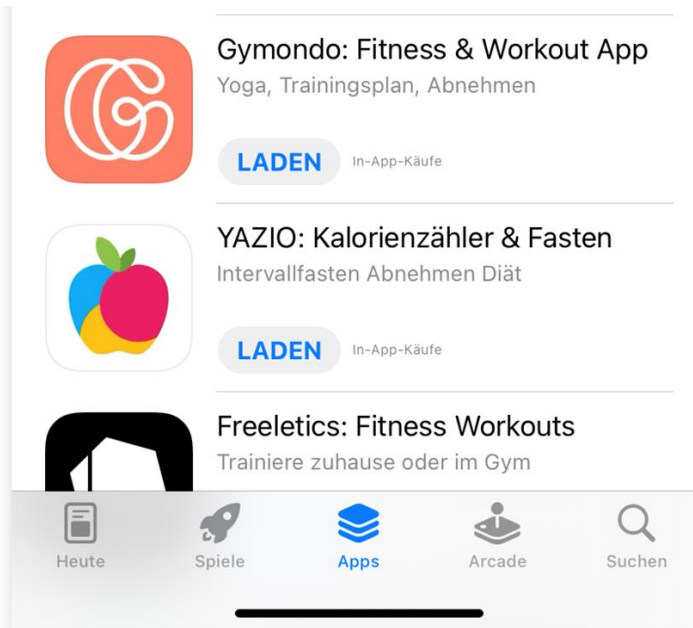 Gymondo: Fitness & Workout App
Yoga, Trainingsplan, Abnehmen
LADEN In-App-Käufe
YAZIO: Kalorienzähler & Fasten
Intervallfasten Abnehmen Diät
LADEN In-App-Käufe
Freeletics: Fitness Workouts
Trainiere zuhause oder im Gym
Heute Spiele Apps Arcade Suchen